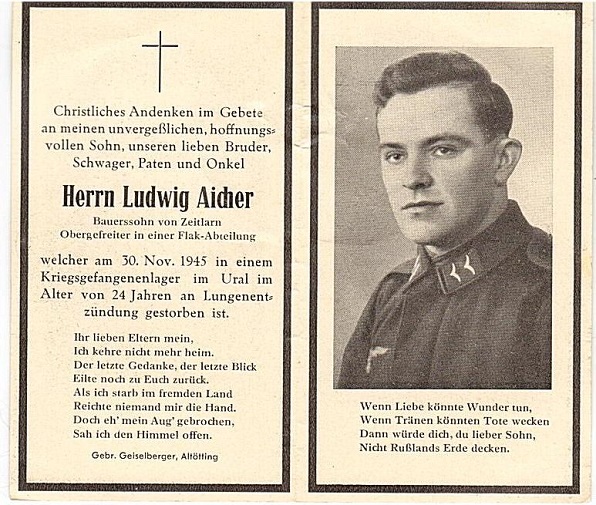 Christliches Andenken im Gebete
an meinen unvergeßlichen, hoffnungs-
vollen Sohn, unseren lieben Bruder,
Schwager, Paten und Onkel
Herrn Ludwig Aicher
Bauerssohn von Zeitlarn
Obergefreiter in einer Flak-Abteilung
welcher am 30. Nov. 1945 in einem
Kriegsgefangenenlager im Ural im
Alter von 24 Jahren an Lungenent-
zündung gestorben ist.
Ihr lieben Eltern mein,
Ich kehre nicht mehr heim.
Der letzte Gedanke, der letzte Blick
Eilte noch zu Euch zurück.
Als ich starb im fremden Land
Reichte niemand mir die Hand.
Doch eh' mein Aug' gebrochen,
Sah ich den Himmel offen.
Gebr. Geiselberger, Altötting
Wenn Liebe könnte Wunder tun,
Wenn Tränen könnten Tote wecken
Dann würde dich, du lieber Sohn,
Nicht Rußlands Erde decken.